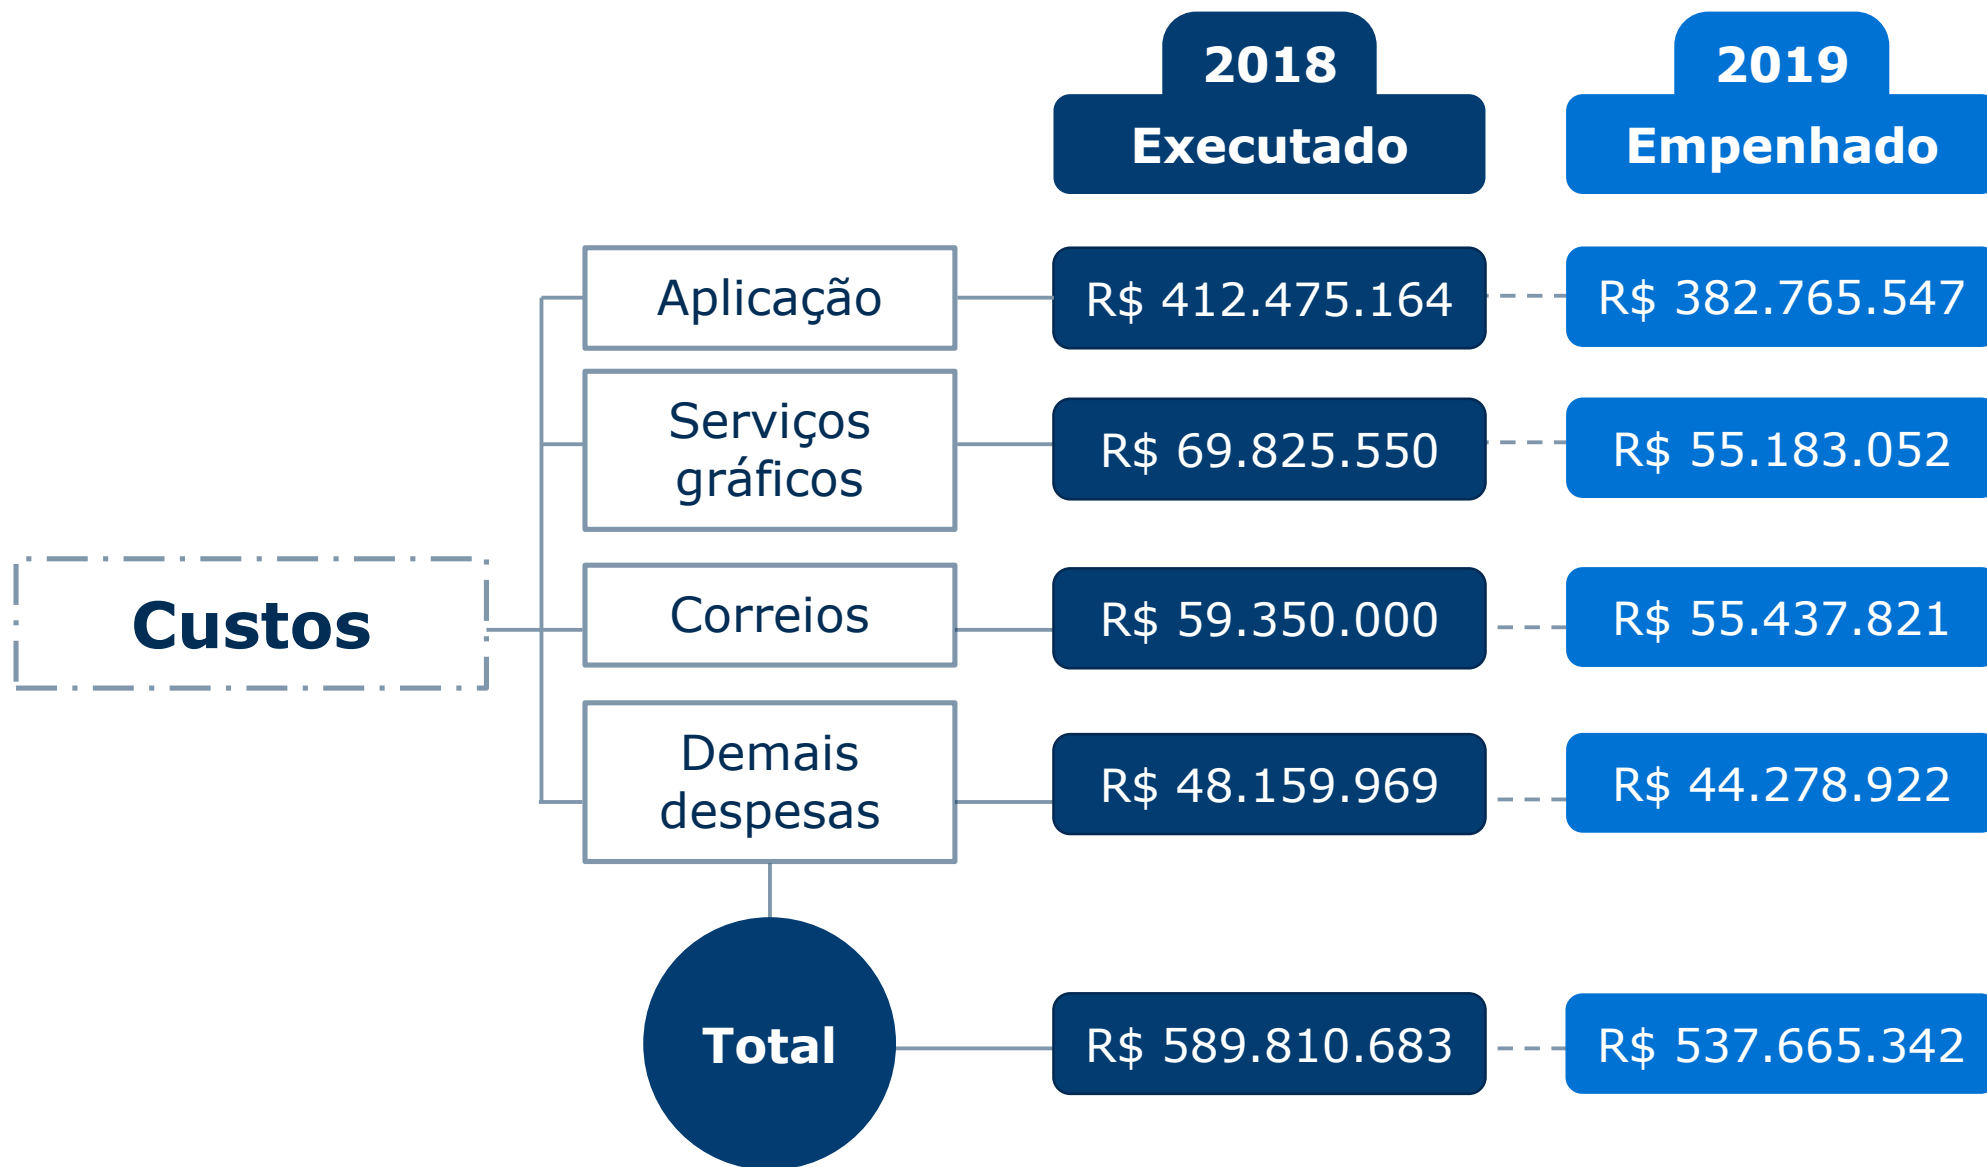 2018
2019
Executado
Empenhado
Aplicação
R$ 412.475.164
R$ 382.765.547
Serviços
gráficos
R$ 69.825.550
R$ 55.183.052
Custos
Correios
R$ 59.350.000
R$ 55.437.821
Demais
despesas
R$ 48.159.969
R$ 44.278.922
Total
R$ 589.810.683
R$ 537.665.342